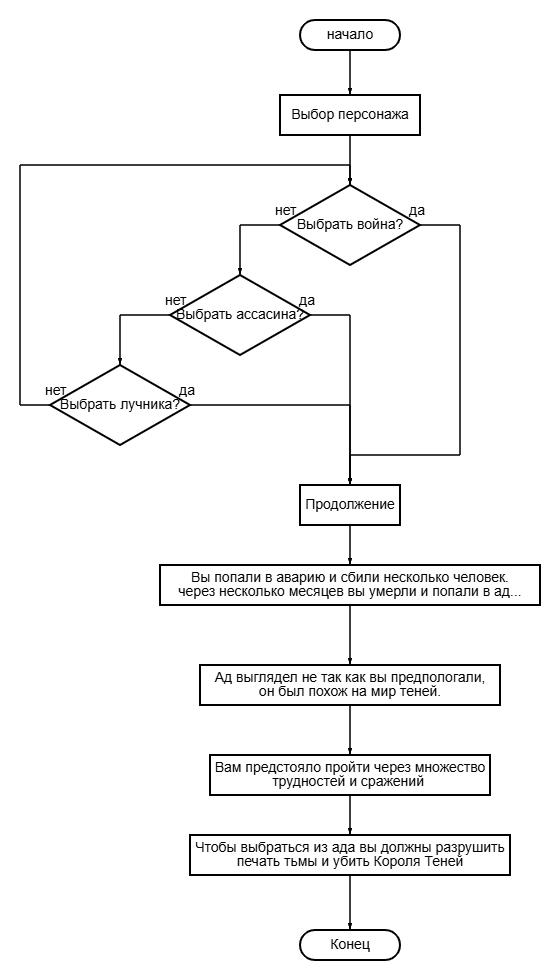 начало
Выбор персонажа
нет
да
Выбрать война?
нет
да
Выбрать ассасина?
нет
да
Выбрать лучника?
Продолжение
Вы попали в аварию и сбили несколько человек.
через несколько месяцев вы умерли и попали в ад...
Ад выглядел не так как вы предпологали,
он был похож на мир теней.
Вам предстояло пройти через множество
трудностей и сражений
Чтобы выбраться из ада вы должны разрушить
печать тьмы и убить Короля Теней
Конец